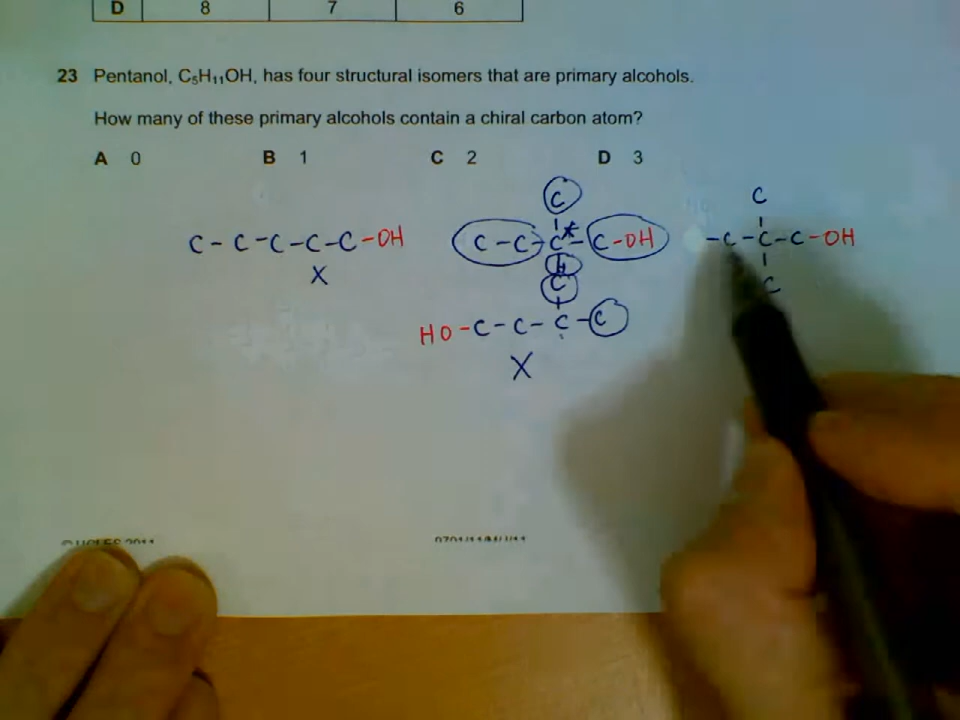 D 8 7 6
23 Pentanol, C₅H₁₁OH, has four structural isomers that are primary alcohols.
How many of these primary alcohols contain a chiral carbon atom?
A 0 B 1 C 2 D 3
C
C
C - C - C - C - C - OH
C - C - C* - C - OH
- C - C - C - OH
X
H
C
C
HO - C - C - C - C
X